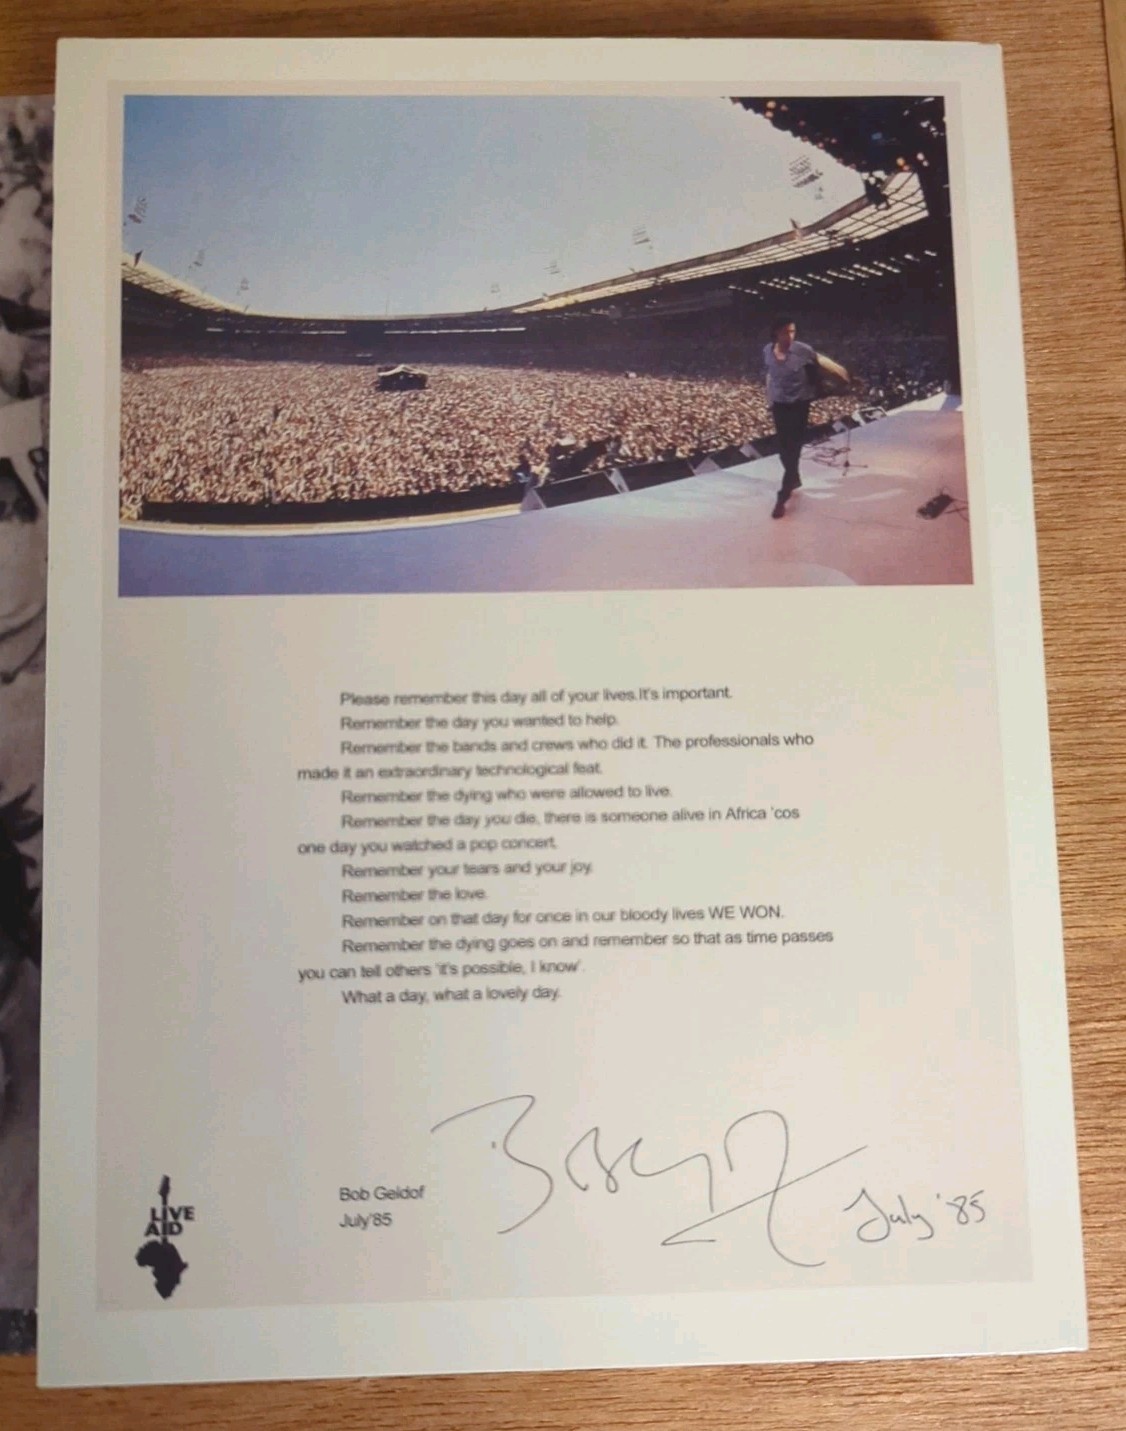 Please remember this day all of your lives.It's important.
Remember the day you wanted to help.
Remember the bands and crews who did it. The professionals who
made it an extraordinary technological feat.
Remember the dying who were allowed to live.
Remember the day you die, there is someone alive in Africa 'cos
one day you watched a pop concert.
Remember your tears and your joy.
Remember the love.
Remember on that day for once in our bloody lives WE WON.
Remember the dying goes on and remember so that as time passes
you can tell others 'it's possible, I know'.
What a day, what a lovely day.
Bob Geldof
July'85
July '85
LIVE
AID